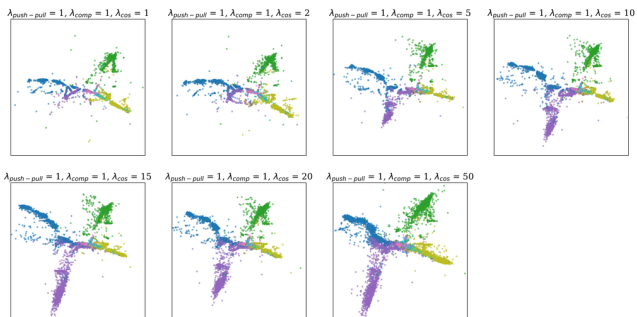 λpush−pull = 1, λcomp = 1, λcos = 1
λpush−pull = 1, λcomp = 1, λcos = 2
λpush−pull = 1, λcomp = 1, λcos = 5
λpush−pull = 1, λcomp = 1, λcos = 10
λpush−pull = 1, λcomp = 1, λcos = 15
λpush−pull = 1, λcomp = 1, λcos = 20
λpush−pull = 1, λcomp = 1, λcos = 50